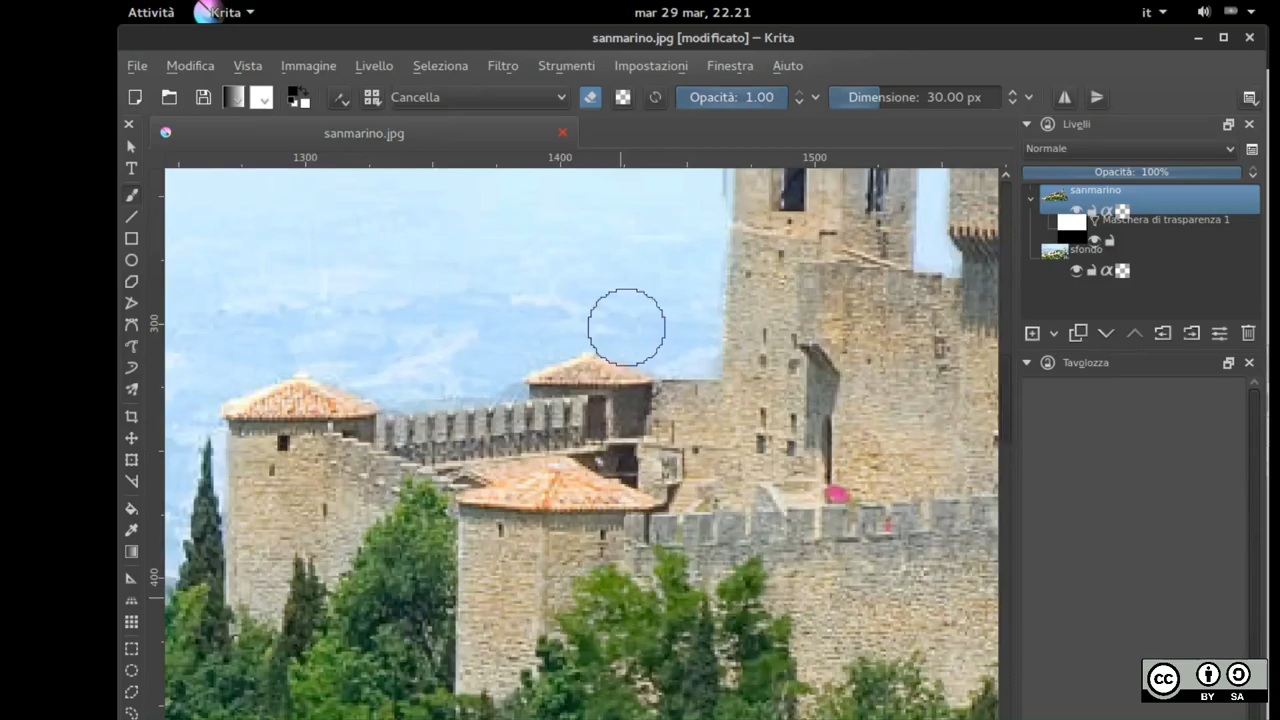 Attività Krita mar 29 mar, 22.21 it
sanmarino.jpg [modificato] – Krita
File Modifica Vista Immagine Livello Seleziona Filtro Strumenti Impostazioni Finestra Aiuto
Cancella Opacità: 1.00 Dimensione: 30.00 px
sanmarino.jpg
Livelli
1300 1400 1500
Normale
Opacità: 100%
sanmarino
Maschera di trasparenza 1
sfondo
300
Tavolozza
400
CC
BY SA